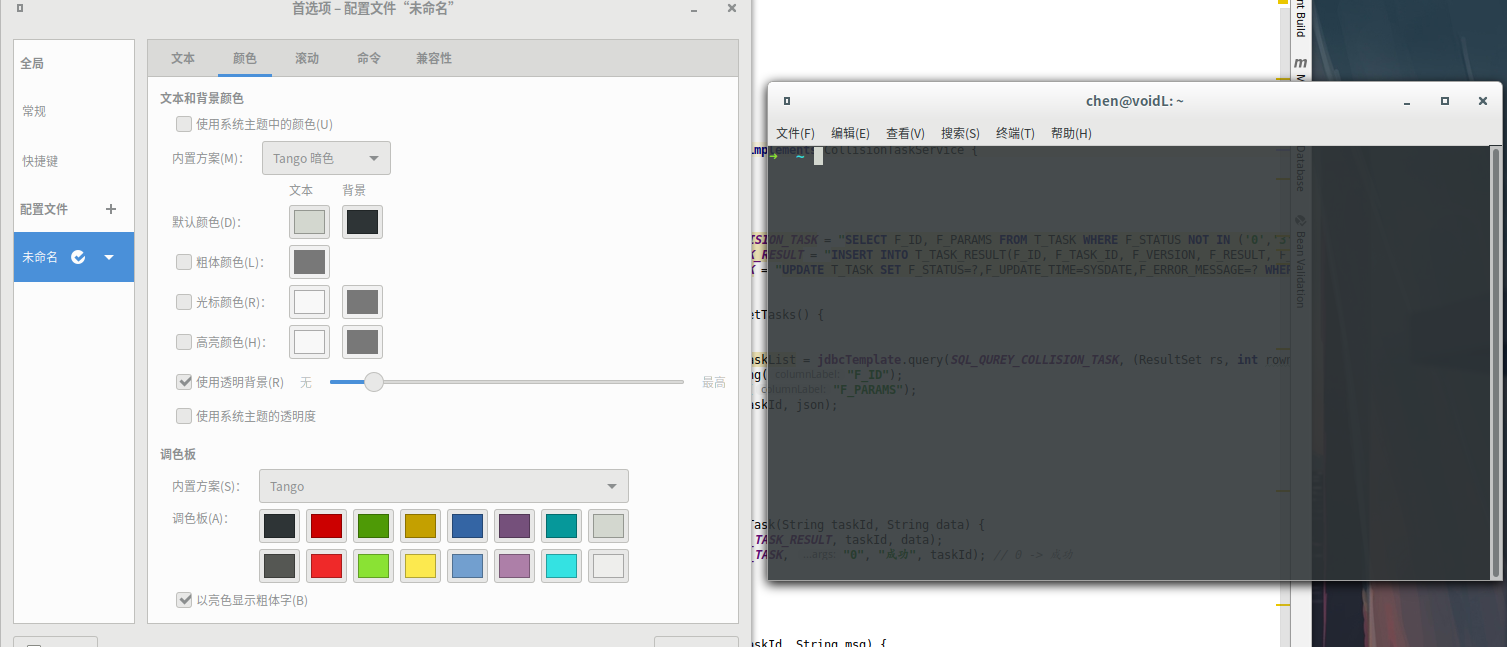 首选项 – 配置文件“未命名”
全局
常规
快捷键
配置文件
未命名
文本 颜色 滚动 命令 兼容性
文本和背景颜色
使用系统主题中的颜色(U)
内置方案(M)： Tango 暗色
文本 背景
默认颜色(D)：
粗体颜色(L)：
光标颜色(R)：
高亮颜色(H)：
使用透明背景(R) 无 最高
使用系统主题的透明度
调色板
内置方案(S)： Tango
调色板(A)：
以亮色显示粗体字(B)
nt Build
m
chen@voidL: ~
文件(F) 编辑(E) 查看(V) 搜索(S) 终端(T) 帮助(H)
➜ ~
CollisionTaskService {
ISION_TASK = "SELECT F_ID, F_PARAMS FROM T_TASK WHERE F_STATUS NOT IN ('0','
_RESULT = "INSERT INTO T_TASK_RESULT(F_ID, F_TASK_ID, F_VERSION, F_RESULT,
= "UPDATE T_TASK SET F_STATUS=?,F_UPDATE_TIME=SYSDATE,F_ERROR_MESSAGE=? WHER
etTasks() {
askList = jdbcTemplate.query(SQL_QUREY_COLLISION_TASK, (ResultSet rs, int rown
ng( columnLabel: "F_ID");
columnLabel: "F_PARAMS");
askId, json);
Task(String taskId, String data) {
_TASK_RESULT, taskId, data);
_TASK, ...args: "0", "成功", taskId); // 0 -> 成功
askId, String msg) {
Database
Bean Validation